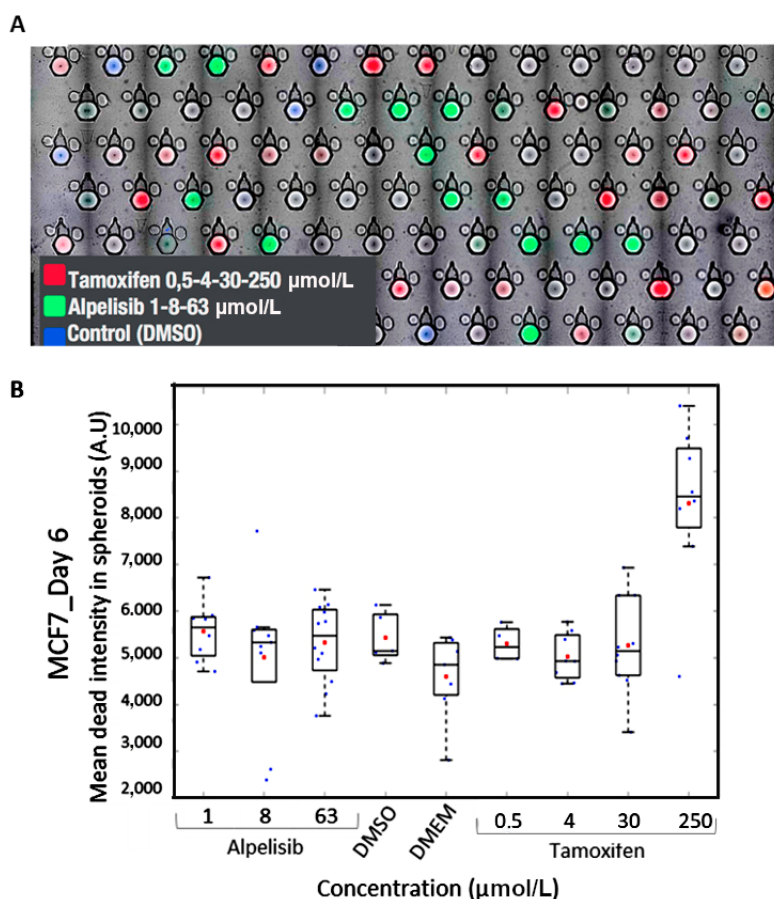 A
Tamoxifen 0,5-4-30-250 µmol/L
Alpelisib 1-8-63 µmol/L
Control (DMSO)
B
MCF7_Day 6
Mean dead intensity in spheroids (A.U)
10,000
9,000
8,000
7,000
6,000
5,000
4,000
3,000
2,000
1 8 63 DMSO DMEM 0.5 4 30 250
Alpelisib Tamoxifen
Concentration (µmol/L)